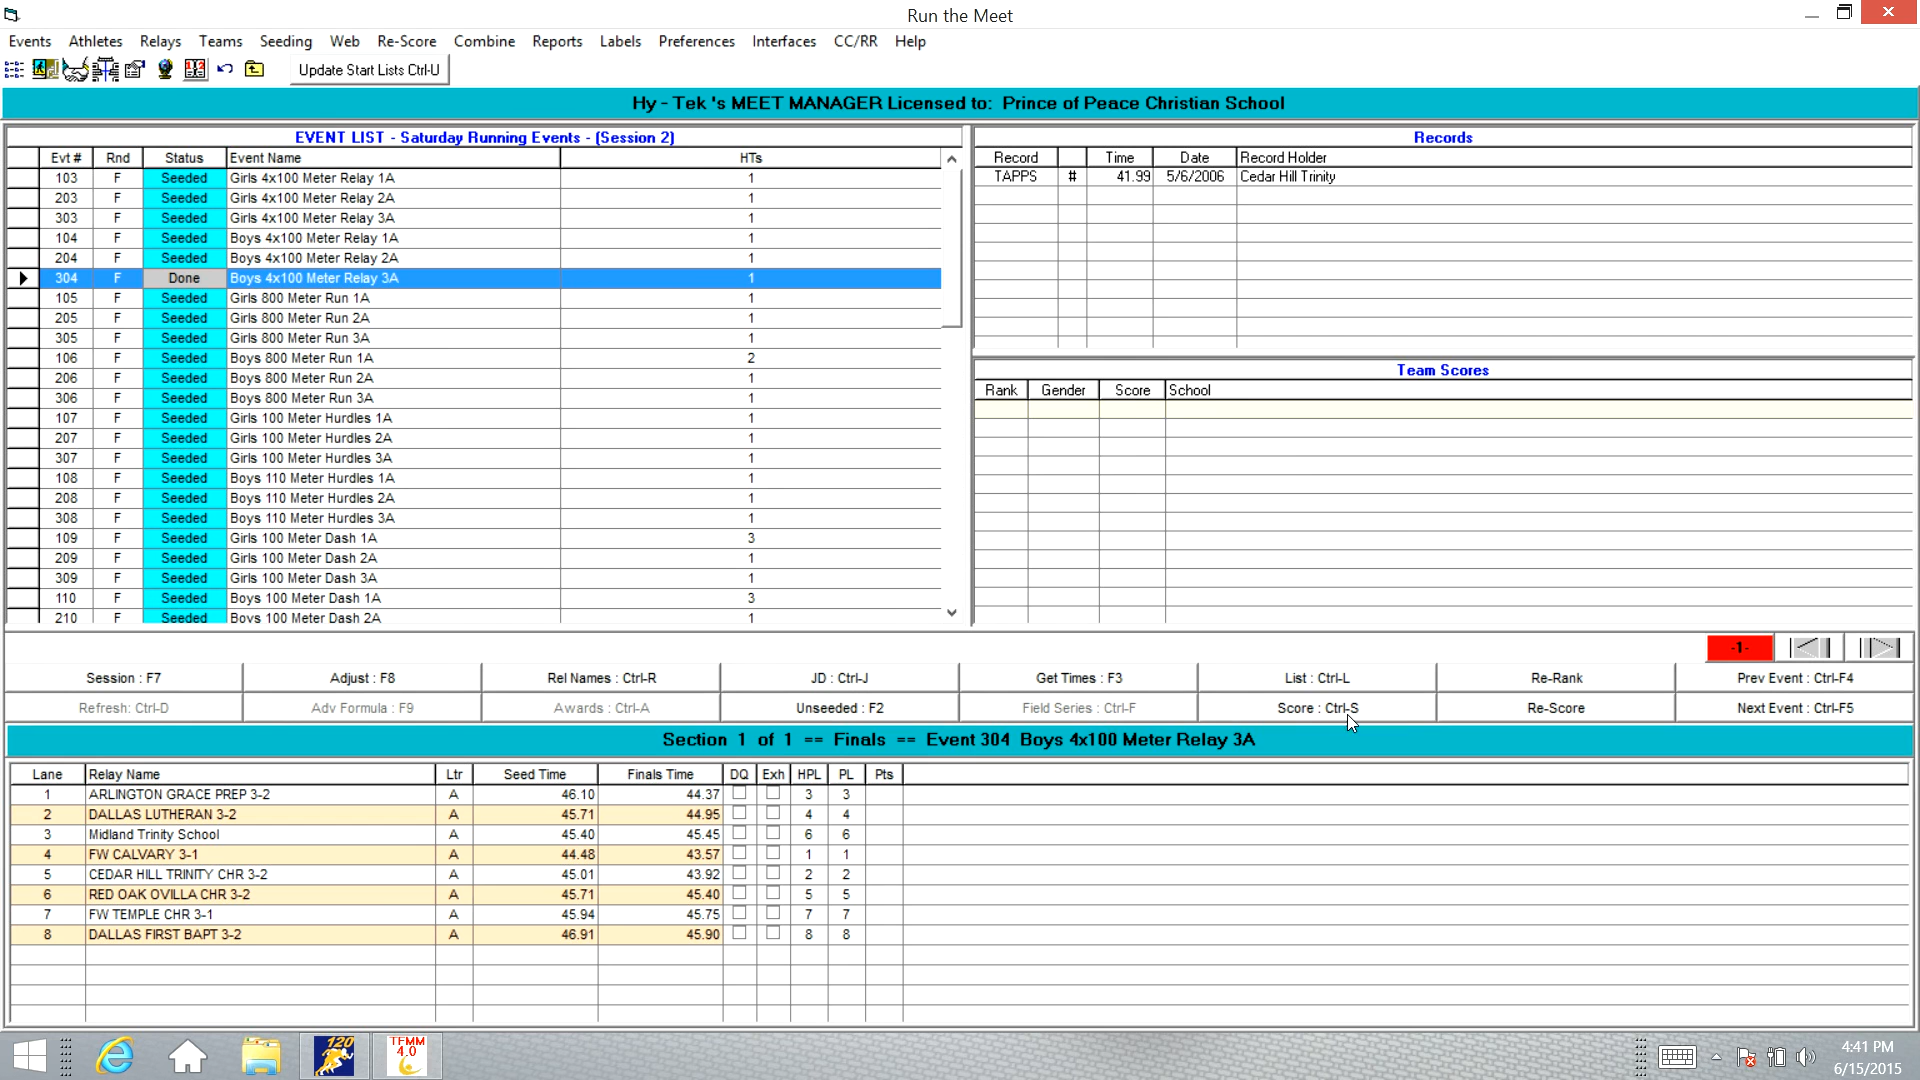 Run the Meet
Events Athletes Relays Teams Seeding Web Re-Score Combine Reports Labels Preferences Interfaces CC/RR Help
Update Start Lists Ctrl-U
Hy - Tek 's MEET MANAGER Licensed to: Prince of Peace Christian School
EVENT LIST - Saturday Running Events - (Session 2)
Evt # Rnd Status Event Name HTs
103 F Seeded Girls 4x100 Meter Relay 1A 1
203 F Seeded Girls 4x100 Meter Relay 2A 1
303 F Seeded Girls 4x100 Meter Relay 3A 1
104 F Seeded Boys 4x100 Meter Relay 1A 1
204 F Seeded Boys 4x100 Meter Relay 2A 1
304 F Done Boys 4x100 Meter Relay 3A 1
105 F Seeded Girls 800 Meter Run 1A 1
205 F Seeded Girls 800 Meter Run 2A 1
305 F Seeded Girls 800 Meter Run 3A 1
106 F Seeded Boys 800 Meter Run 1A 2
206 F Seeded Boys 800 Meter Run 2A 1
306 F Seeded Boys 800 Meter Run 3A 1
107 F Seeded Girls 100 Meter Hurdles 1A 1
207 F Seeded Girls 100 Meter Hurdles 2A 1
307 F Seeded Girls 100 Meter Hurdles 3A 1
108 F Seeded Boys 110 Meter Hurdles 1A 1
208 F Seeded Boys 110 Meter Hurdles 2A 1
308 F Seeded Boys 110 Meter Hurdles 3A 1
109 F Seeded Girls 100 Meter Dash 1A 3
209 F Seeded Girls 100 Meter Dash 2A 1
309 F Seeded Girls 100 Meter Dash 3A 1
110 F Seeded Boys 100 Meter Dash 1A 3
210 F Seeded Boys 100 Meter Dash 2A 1
Records
Record Time Date Record Holder
TAPPS # 41.99 5/6/2006 Cedar Hill Trinity
Team Scores
Rank Gender Score School
-1-
Session : F7 Adjust : F8 Rel Names : Ctrl-R JD : Ctrl-J Get Times : F3 List : Ctrl-L Re-Rank Prev Event : Ctrl-F4
Refresh: Ctrl-D Adv Formula : F9 Awards : Ctrl-A Unseeded : F2 Field Series : Ctrl-F Score : Ctrl-S Re-Score Next Event : Ctrl-F5
Section 1 of 1 == Finals == Event 304 Boys 4x100 Meter Relay 3A
Lane Relay Name Ltr Seed Time Finals Time DQ Exh HPL PL Pts
1 ARLINGTON GRACE PREP 3-2 A 46.10 44.37 3 3
2 DALLAS LUTHERAN 3-2 A 45.71 44.95 4 4
3 Midland Trinity School A 45.40 45.45 6 6
4 FW CALVARY 3-1 A 44.48 43.57 1 1
5 CEDAR HILL TRINITY CHR 3-2 A 45.01 43.92 2 2
6 RED OAK OVILLA CHR 3-2 A 45.71 45.40 5 5
7 FW TEMPLE CHR 3-1 A 45.94 45.75 7 7
8 DALLAS FIRST BAPT 3-2 A 46.91 45.90 8 8
120
TFMM
4.0
4:41 PM
6/15/2015